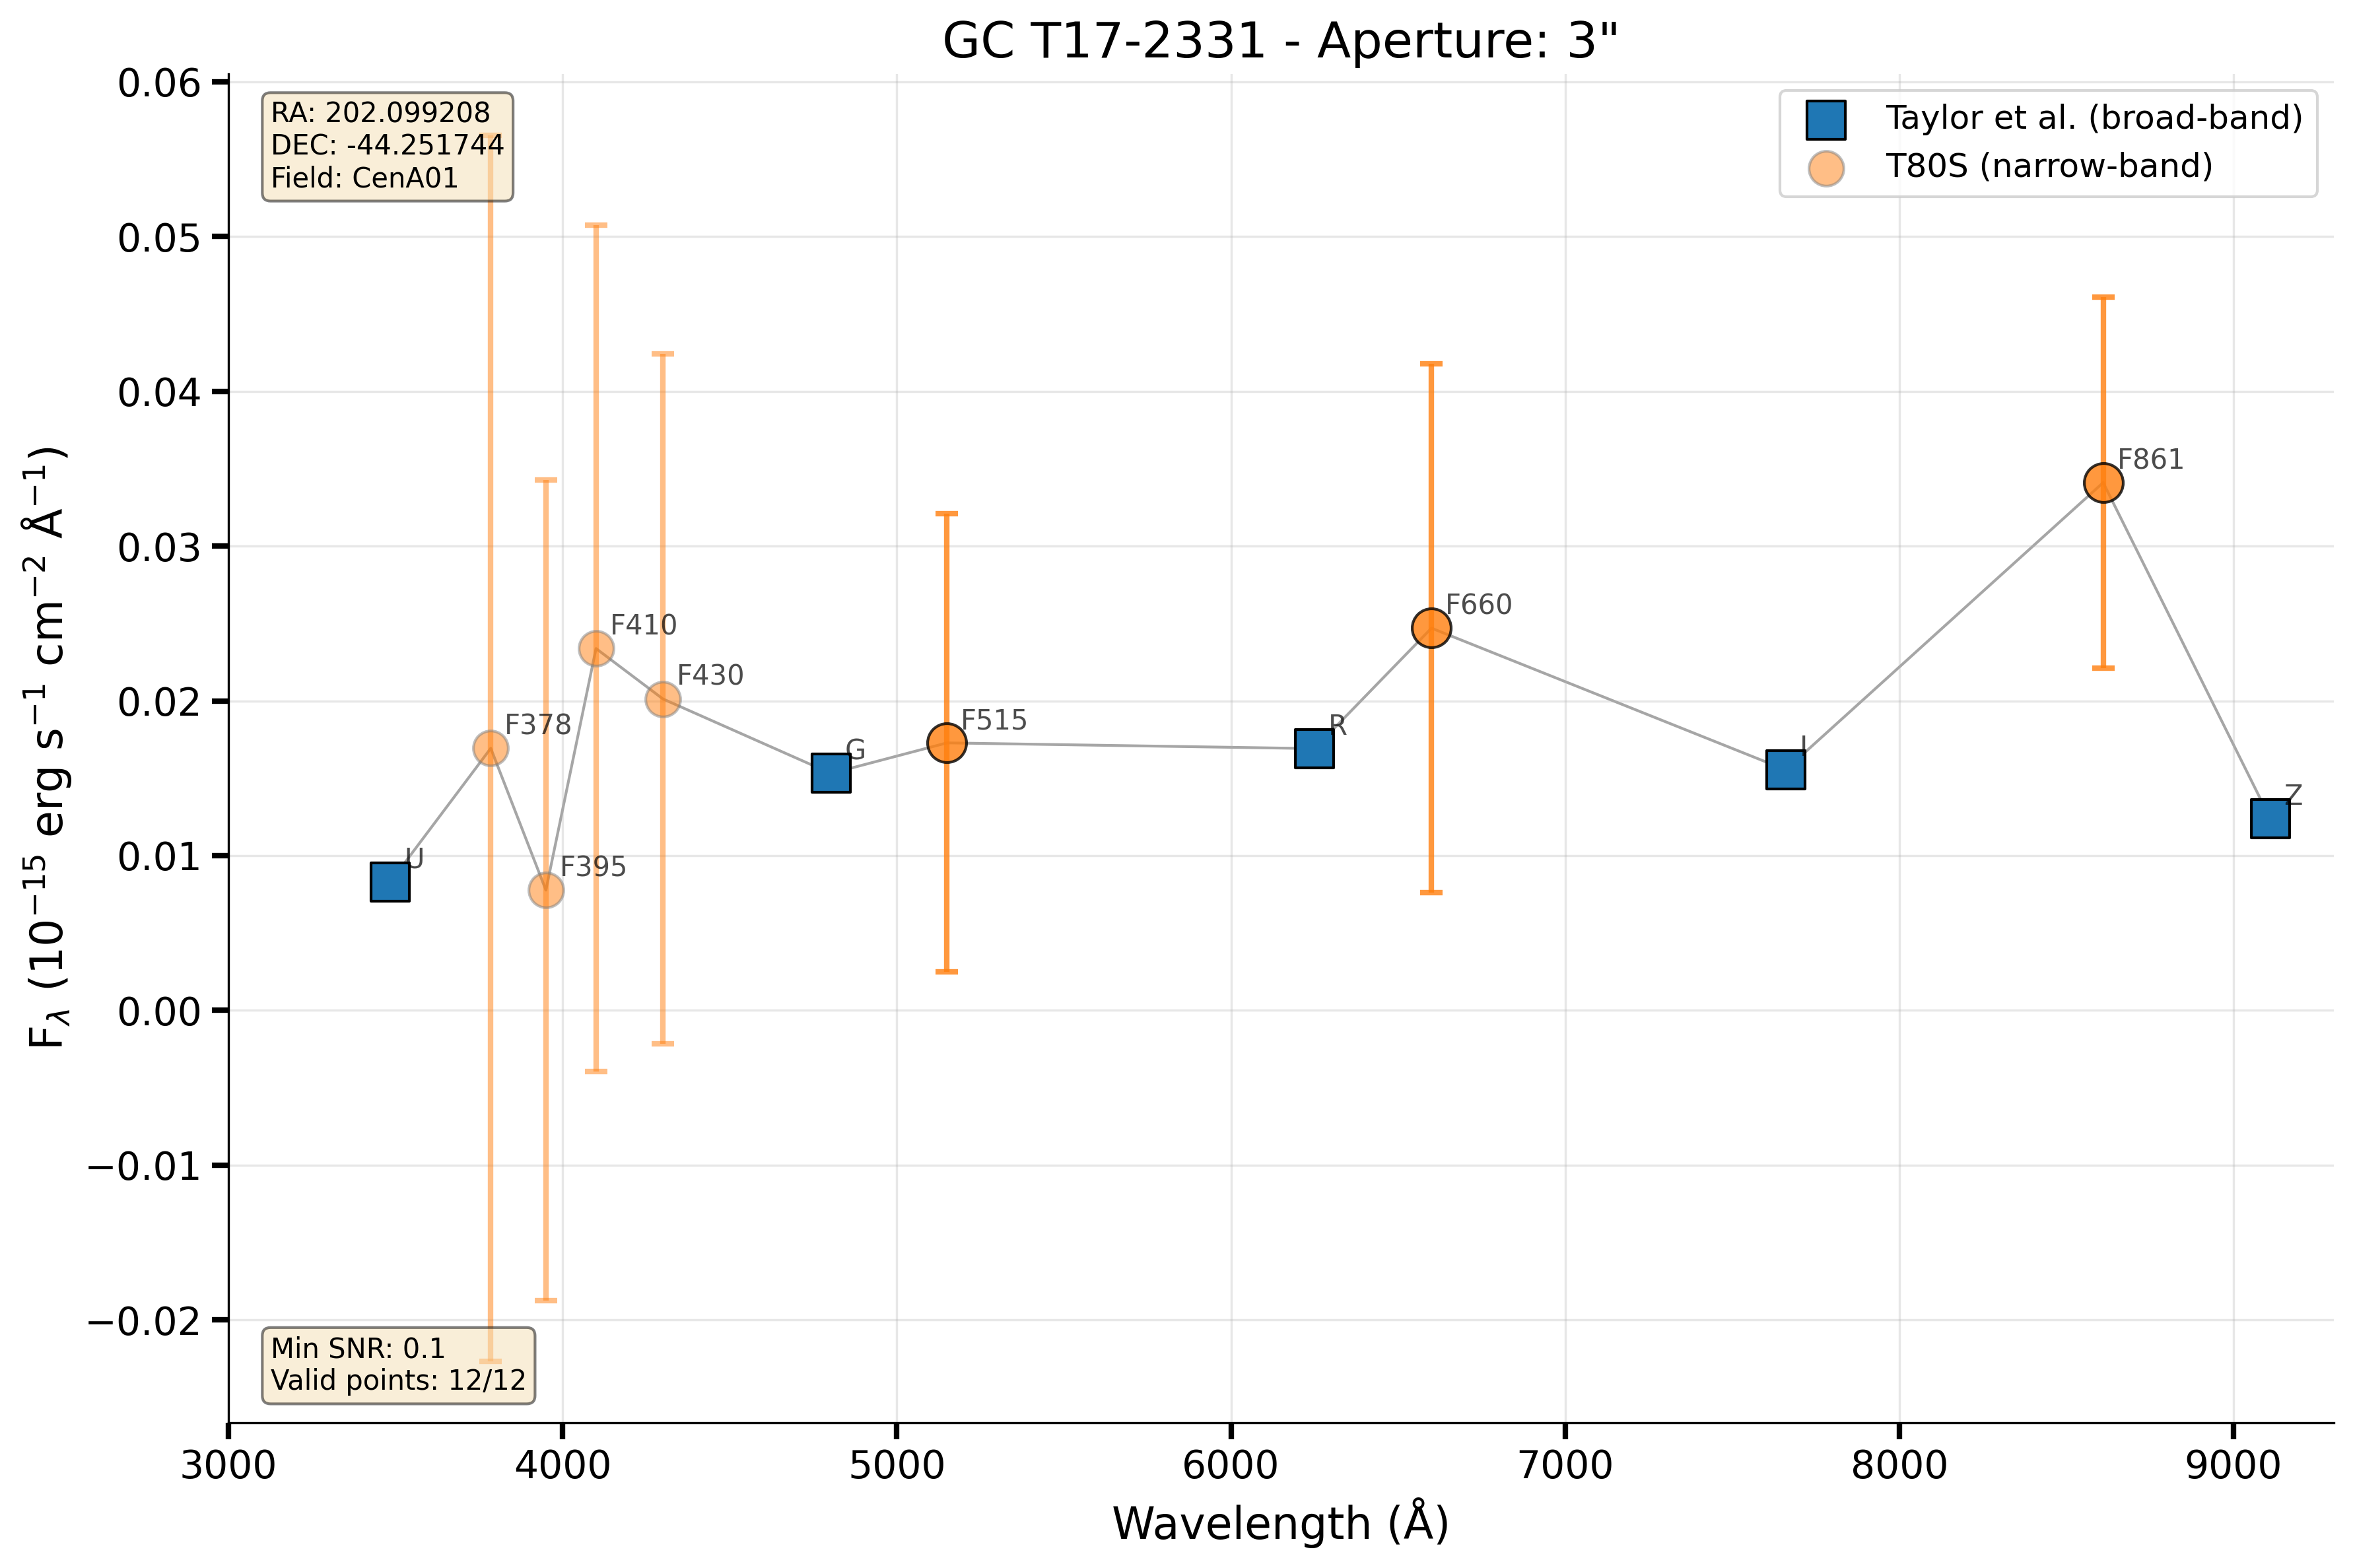 GC T17-2331 - Aperture: 3"
RA: 202.099208
DEC: -44.251744
Field: CenA01
Taylor et al. (broad-band)
T80S (narrow-band)
0.06
0.05
0.04
0.03
0.02
0.01
0.00
−0.01
−0.02
F_λ (10⁻¹⁵ erg s⁻¹ cm⁻² Å⁻¹)
U
F378
F395
F410
F430
G
F515
R
F660
I
F861
Z
Min SNR: 0.1
Valid points: 12/12
3000 4000 5000 6000 7000 8000 9000
Wavelength (Å)